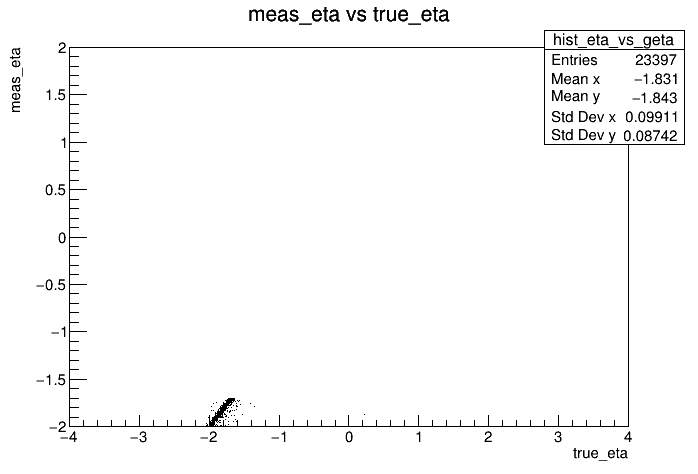 meas_eta vs true_eta
hist_eta_vs_geta
Entries 23397
Mean x −1.831
Mean y −1.843
Std Dev x 0.09911
Std Dev y 0.08742
meas_eta
2
1.5
1
0.5
0
−0.5
−1
−1.5
−2
−4 −3 −2 −1 0 1 2 3 4
true_eta